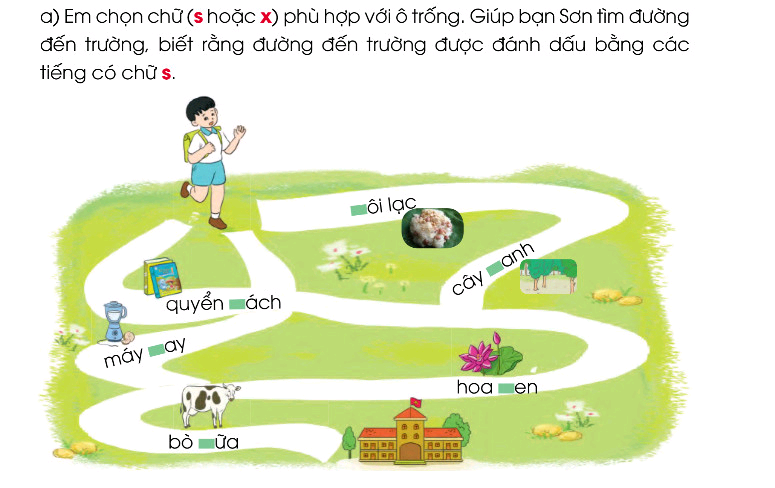 a) Em chọn chữ (s hoặc x) phù hợp với ô trống. Giúp bạn Sơn tìm đường
đến trường, biết rằng đường đến trường được đánh dấu bằng các
tiếng có chữ s.
ôi lạc
cây anh
quyển ách
máy ay
hoa en
bò ữa